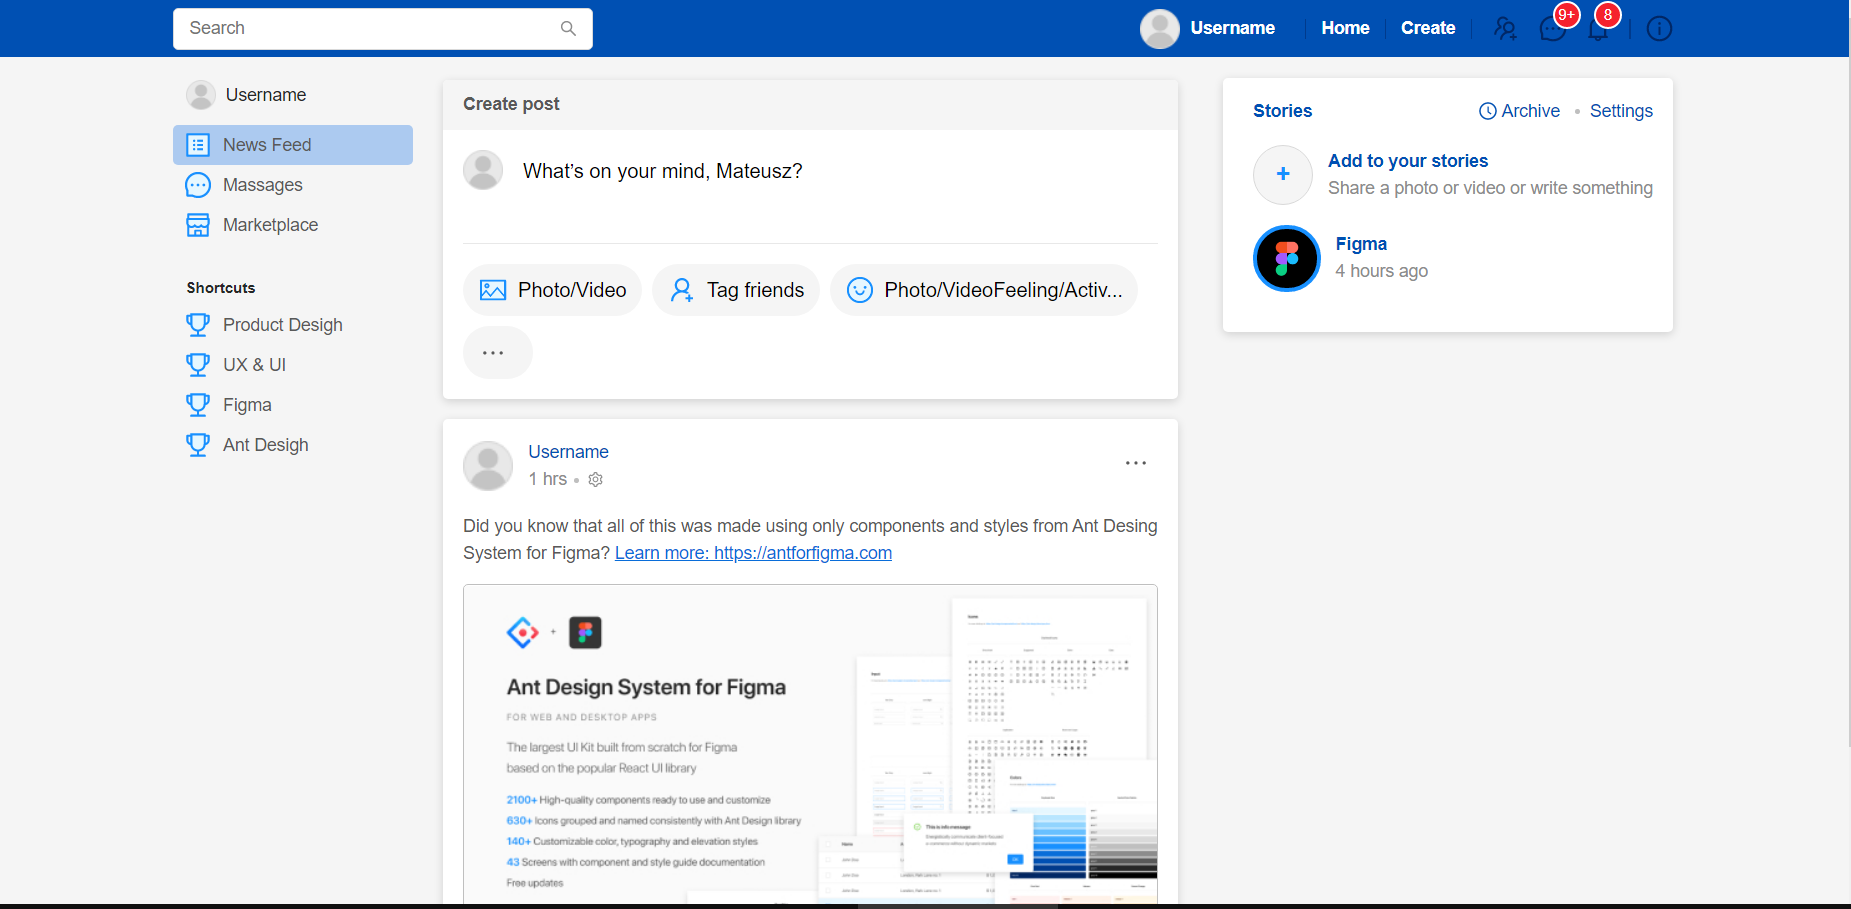 Search
Username
Home
Create
9+
8
Username
News Feed
Massages
Marketplace
Shortcuts
Product Desigh
UX & UI
Figma
Ant Desigh
Create post
What's on your mind, Mateusz?
Photo/Video
Tag friends
Photo/VideoFeeling/Activ...
Username
1 hrs
Did you know that all of this was made using only components and styles from Ant Desing
System for Figma? Learn more: https://antforfigma.com
+
Ant Design System for Figma
FOR WEB AND DESKTOP APPS
The largest UI Kit built from scratch for Figma
based on the popular React UI library
2100+ High-quality components ready to use and customize
630+ Icons grouped and named consistently with Ant Design library
140+ Customizable color, typography and elevation styles
43 Screens with component and style guide documentation
Free updates
This is info message
Stories
Archive
Settings
Add to your stories
Share a photo or video or write something
Figma
4 hours ago